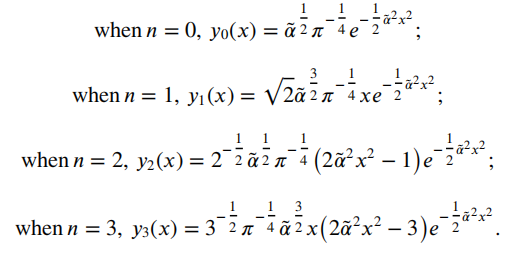 when n = 0, y₀(x) = α̃^{1/2} π^{-1/4} e^{-1/2 α̃²x²};
when n = 1, y₁(x) = √2 α̃^{3/2} π^{-1/4} x e^{-1/2 α̃²x²};
when n = 2, y₂(x) = 2^{-1/2} α̃^{1/2} π^{-1/4} (2α̃²x² − 1)e^{-1/2 α̃²x²};
when n = 3, y₃(x) = 3^{-1/2} π^{-1/4} α̃^{3/2} x(2α̃²x² − 3)e^{-1/2 α̃²x²}.